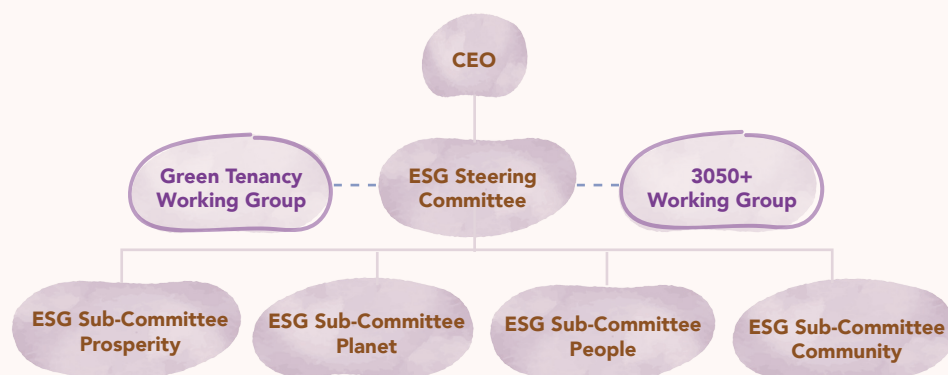 CEO
Green Tenancy
Working Group
ESG Steering
Committee
3050+
Working Group
ESG Sub-Committee
Prosperity
ESG Sub-Committee
Planet
ESG Sub-Committee
People
ESG Sub-Committee
Community